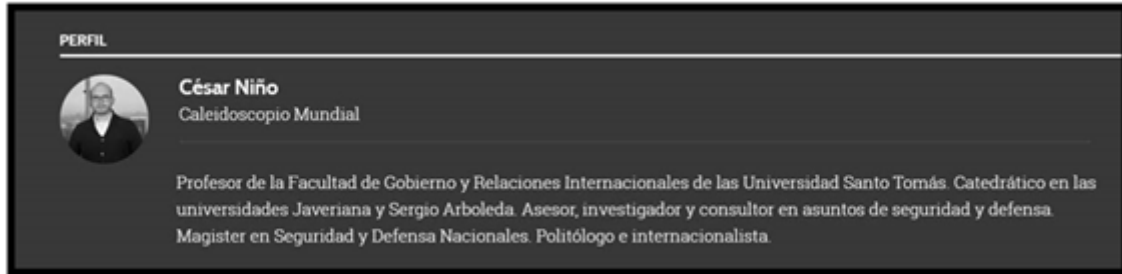 PERFIL
César Niño
Caleidoscopio Mundial
Profesor de la Facultad de Gobierno y Relaciones Internacionales de las Universidad Santo Tomás. Catedrático en las
universidades Javeriana y Sergio Arboleda. Asesor, investigador y consultor en asuntos de seguridad y defensa.
Magister en Seguridad y Defensa Nacionales. Politólogo e internacionalista.